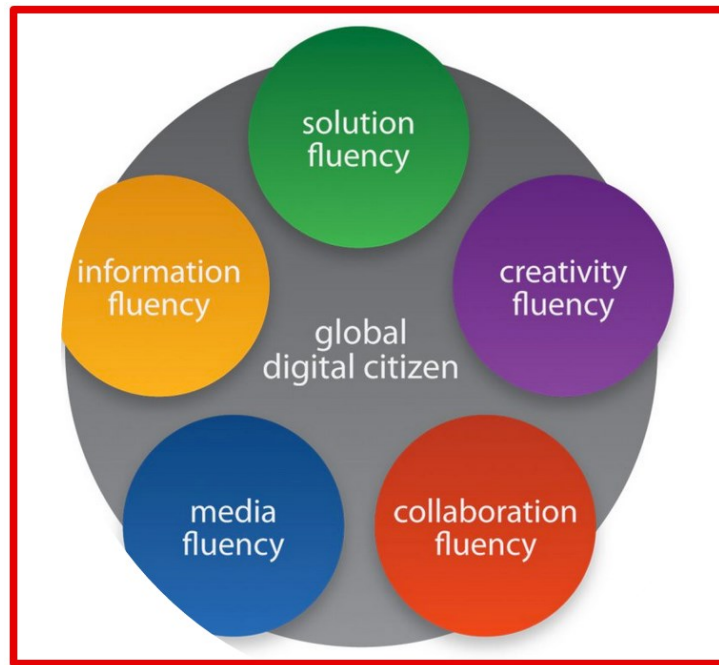 solution
fluency
information
fluency
creativity
fluency
global
digital citizen
media
fluency
collaboration
fluency